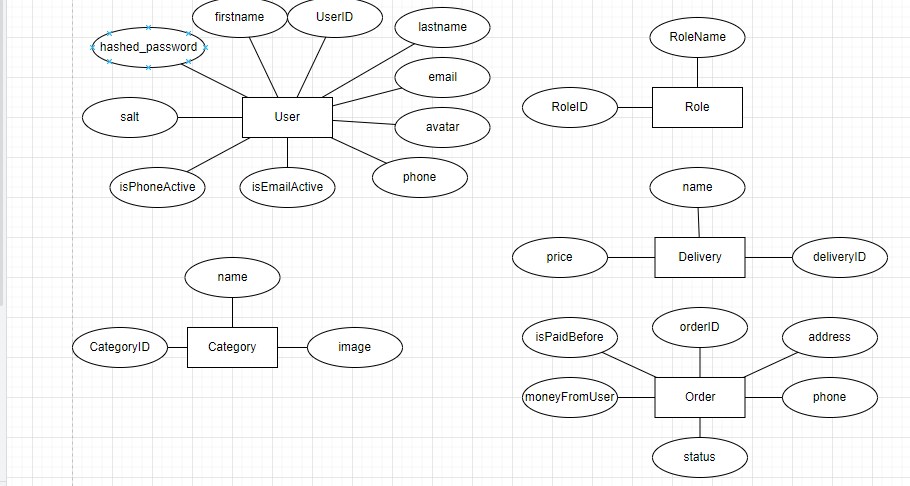 firstname
UserID
lastname
hashed_password
email
salt
User
avatar
isPhoneActive
isEmailActive
phone
RoleName
RoleID
Role
name
price
Delivery
deliveryID
name
CategoryID
Category
image
isPaidBefore
orderID
address
moneyFromUser
Order
phone
status